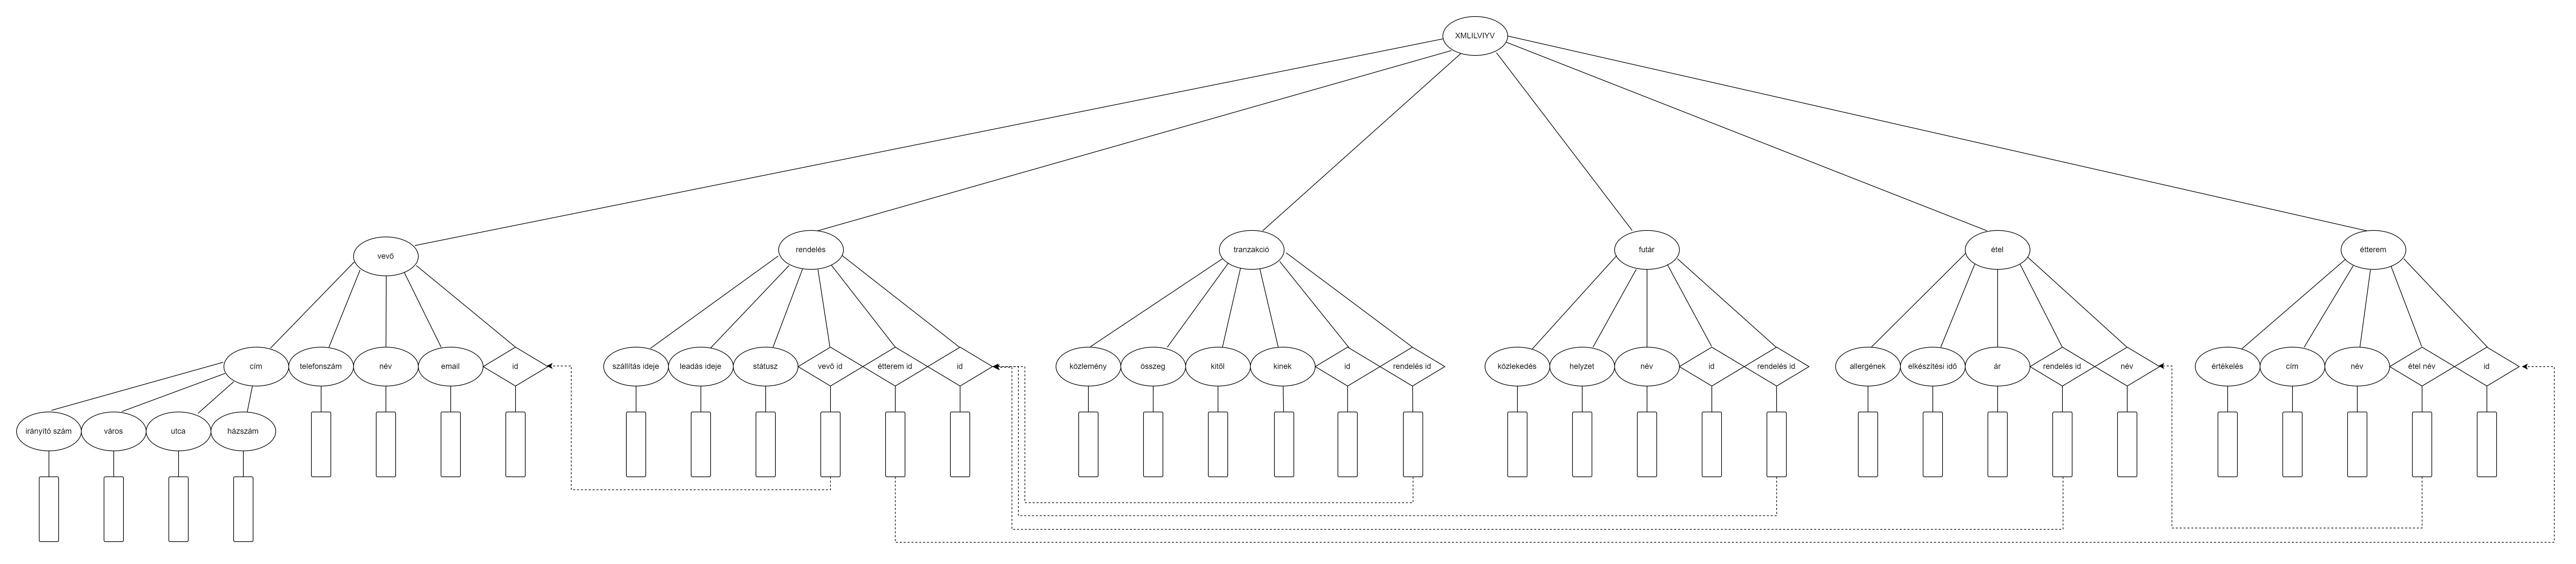 XMLILVIYV
vevő
rendelés
tranzakció
futár
étel
étterem
cím
telefonszám
név
email
id
szállítás ideje
leadás ideje
státusz
vevő id
étterem id
id
közlemény
összeg
kitől
kinek
id
rendelés id
közlekedés
helyzet
név
id
rendelés id
allergének
elkészítési idő
ár
rendelés id
név
értékelés
cím
név
étel név
id
irányító szám
város
utca
házszám